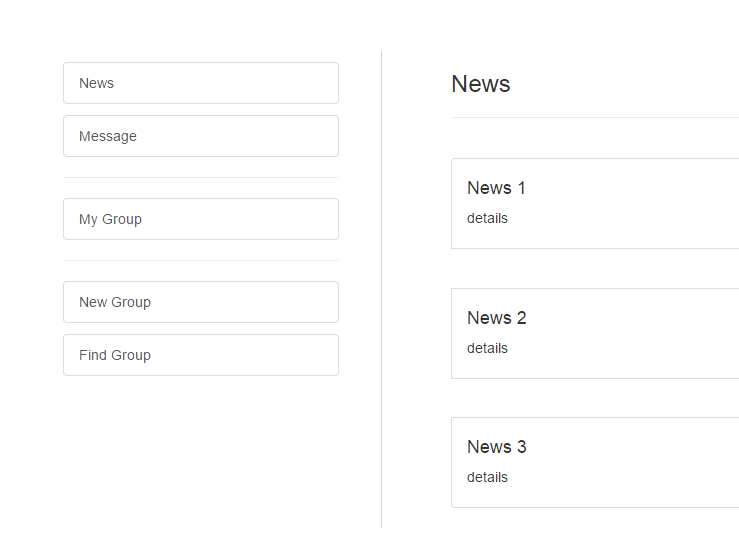 News
Message
My Group
New Group
Find Group
News
News 1
details
News 2
details
News 3
details